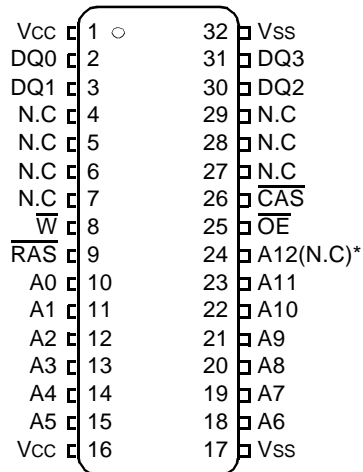 VCC 1 32 VSS
DQ0 2 31 DQ3
DQ1 3 30 DQ2
N.C 4 29 N.C
N.C 5 28 N.C
N.C 6 27 N.C
N.C 7 26 CAS
W 8 25 OE
RAS 9 24 A12(N.C)*
A0 10 23 A11
A1 11 22 A10
A2 12 21 A9
A3 13 20 A8
A4 14 19 A7
A5 15 18 A6
VCC 16 17 VSS